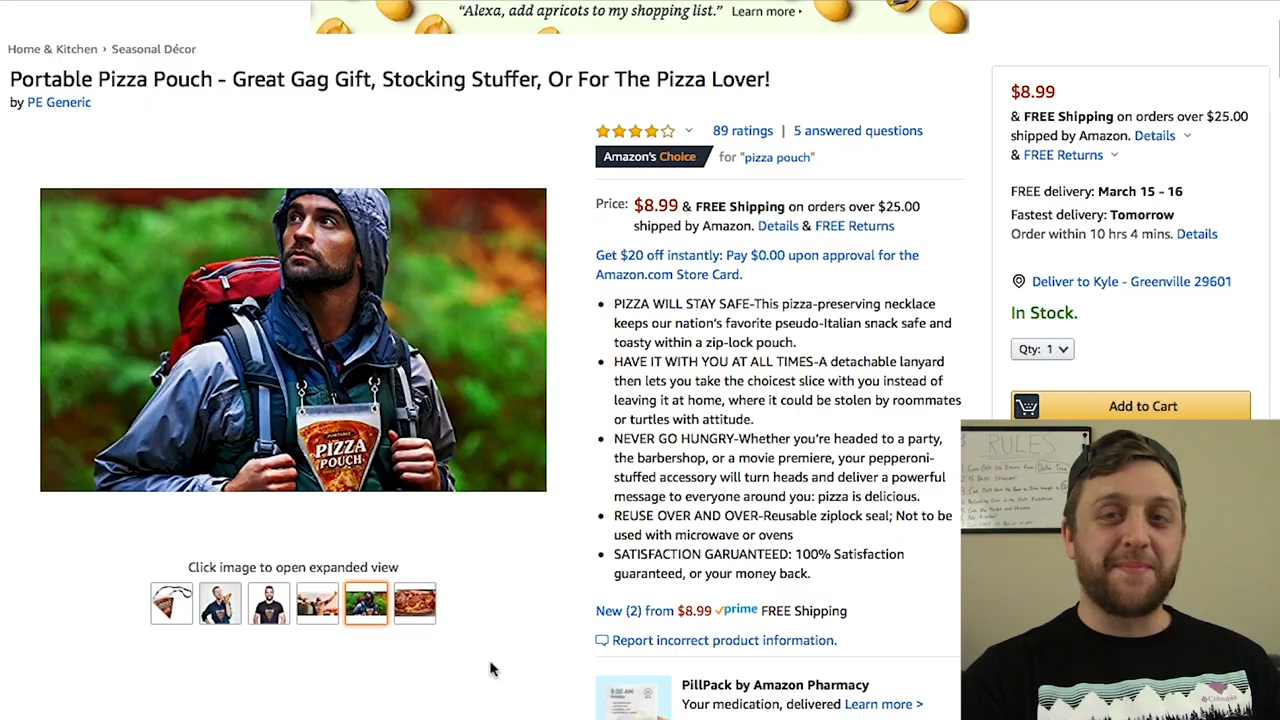 “Alexa, add apricots to my shopping list.” Learn more ›
Home & Kitchen › Seasonal Décor
Portable Pizza Pouch - Great Gag Gift, Stocking Stuffer, Or For The Pizza Lover!
by PE Generic
89 ratings | 5 answered questions
Amazon's Choice for "pizza pouch"
Price: $8.99 & FREE Shipping on orders over $25.00
shipped by Amazon. Details & FREE Returns
Get $20 off instantly: Pay $0.00 upon approval for the
Amazon.com Store Card.
• PIZZA WILL STAY SAFE-This pizza-preserving necklace
keeps our nation's favorite pseudo-Italian snack safe and
toasty within a zip-lock pouch.
• HAVE IT WITH YOU AT ALL TIMES-A detachable lanyard
then lets you take the choicest slice with you instead of
leaving it at home, where it could be stolen by roommates
or turtles with attitude.
• NEVER GO HUNGRY-Whether you're headed to a party,
the barbershop, or a movie premiere, your pepperoni-
stuffed accessory will turn heads and deliver a powerful
message to everyone around you: pizza is delicious.
• REUSE OVER AND OVER-Reusable ziplock seal; Not to be
used with microwave or ovens
• SATISFACTION GARUANTEED: 100% Satisfaction
guaranteed, or your money back.
New (2) from $8.99 prime FREE Shipping
Report incorrect product information.
PillPack by Amazon Pharmacy
Your medication, delivered Learn more >
PORTABLE
PIZZA
POUCH
Click image to open expanded view
$8.99
& FREE Shipping on orders over $25.00
shipped by Amazon. Details
& FREE Returns
FREE delivery: March 15 - 16
Fastest delivery: Tomorrow
Order within 10 hrs 4 mins. Details
Deliver to Kyle - Greenville 29601
In Stock.
Qty: 1
Add to Cart
RULES